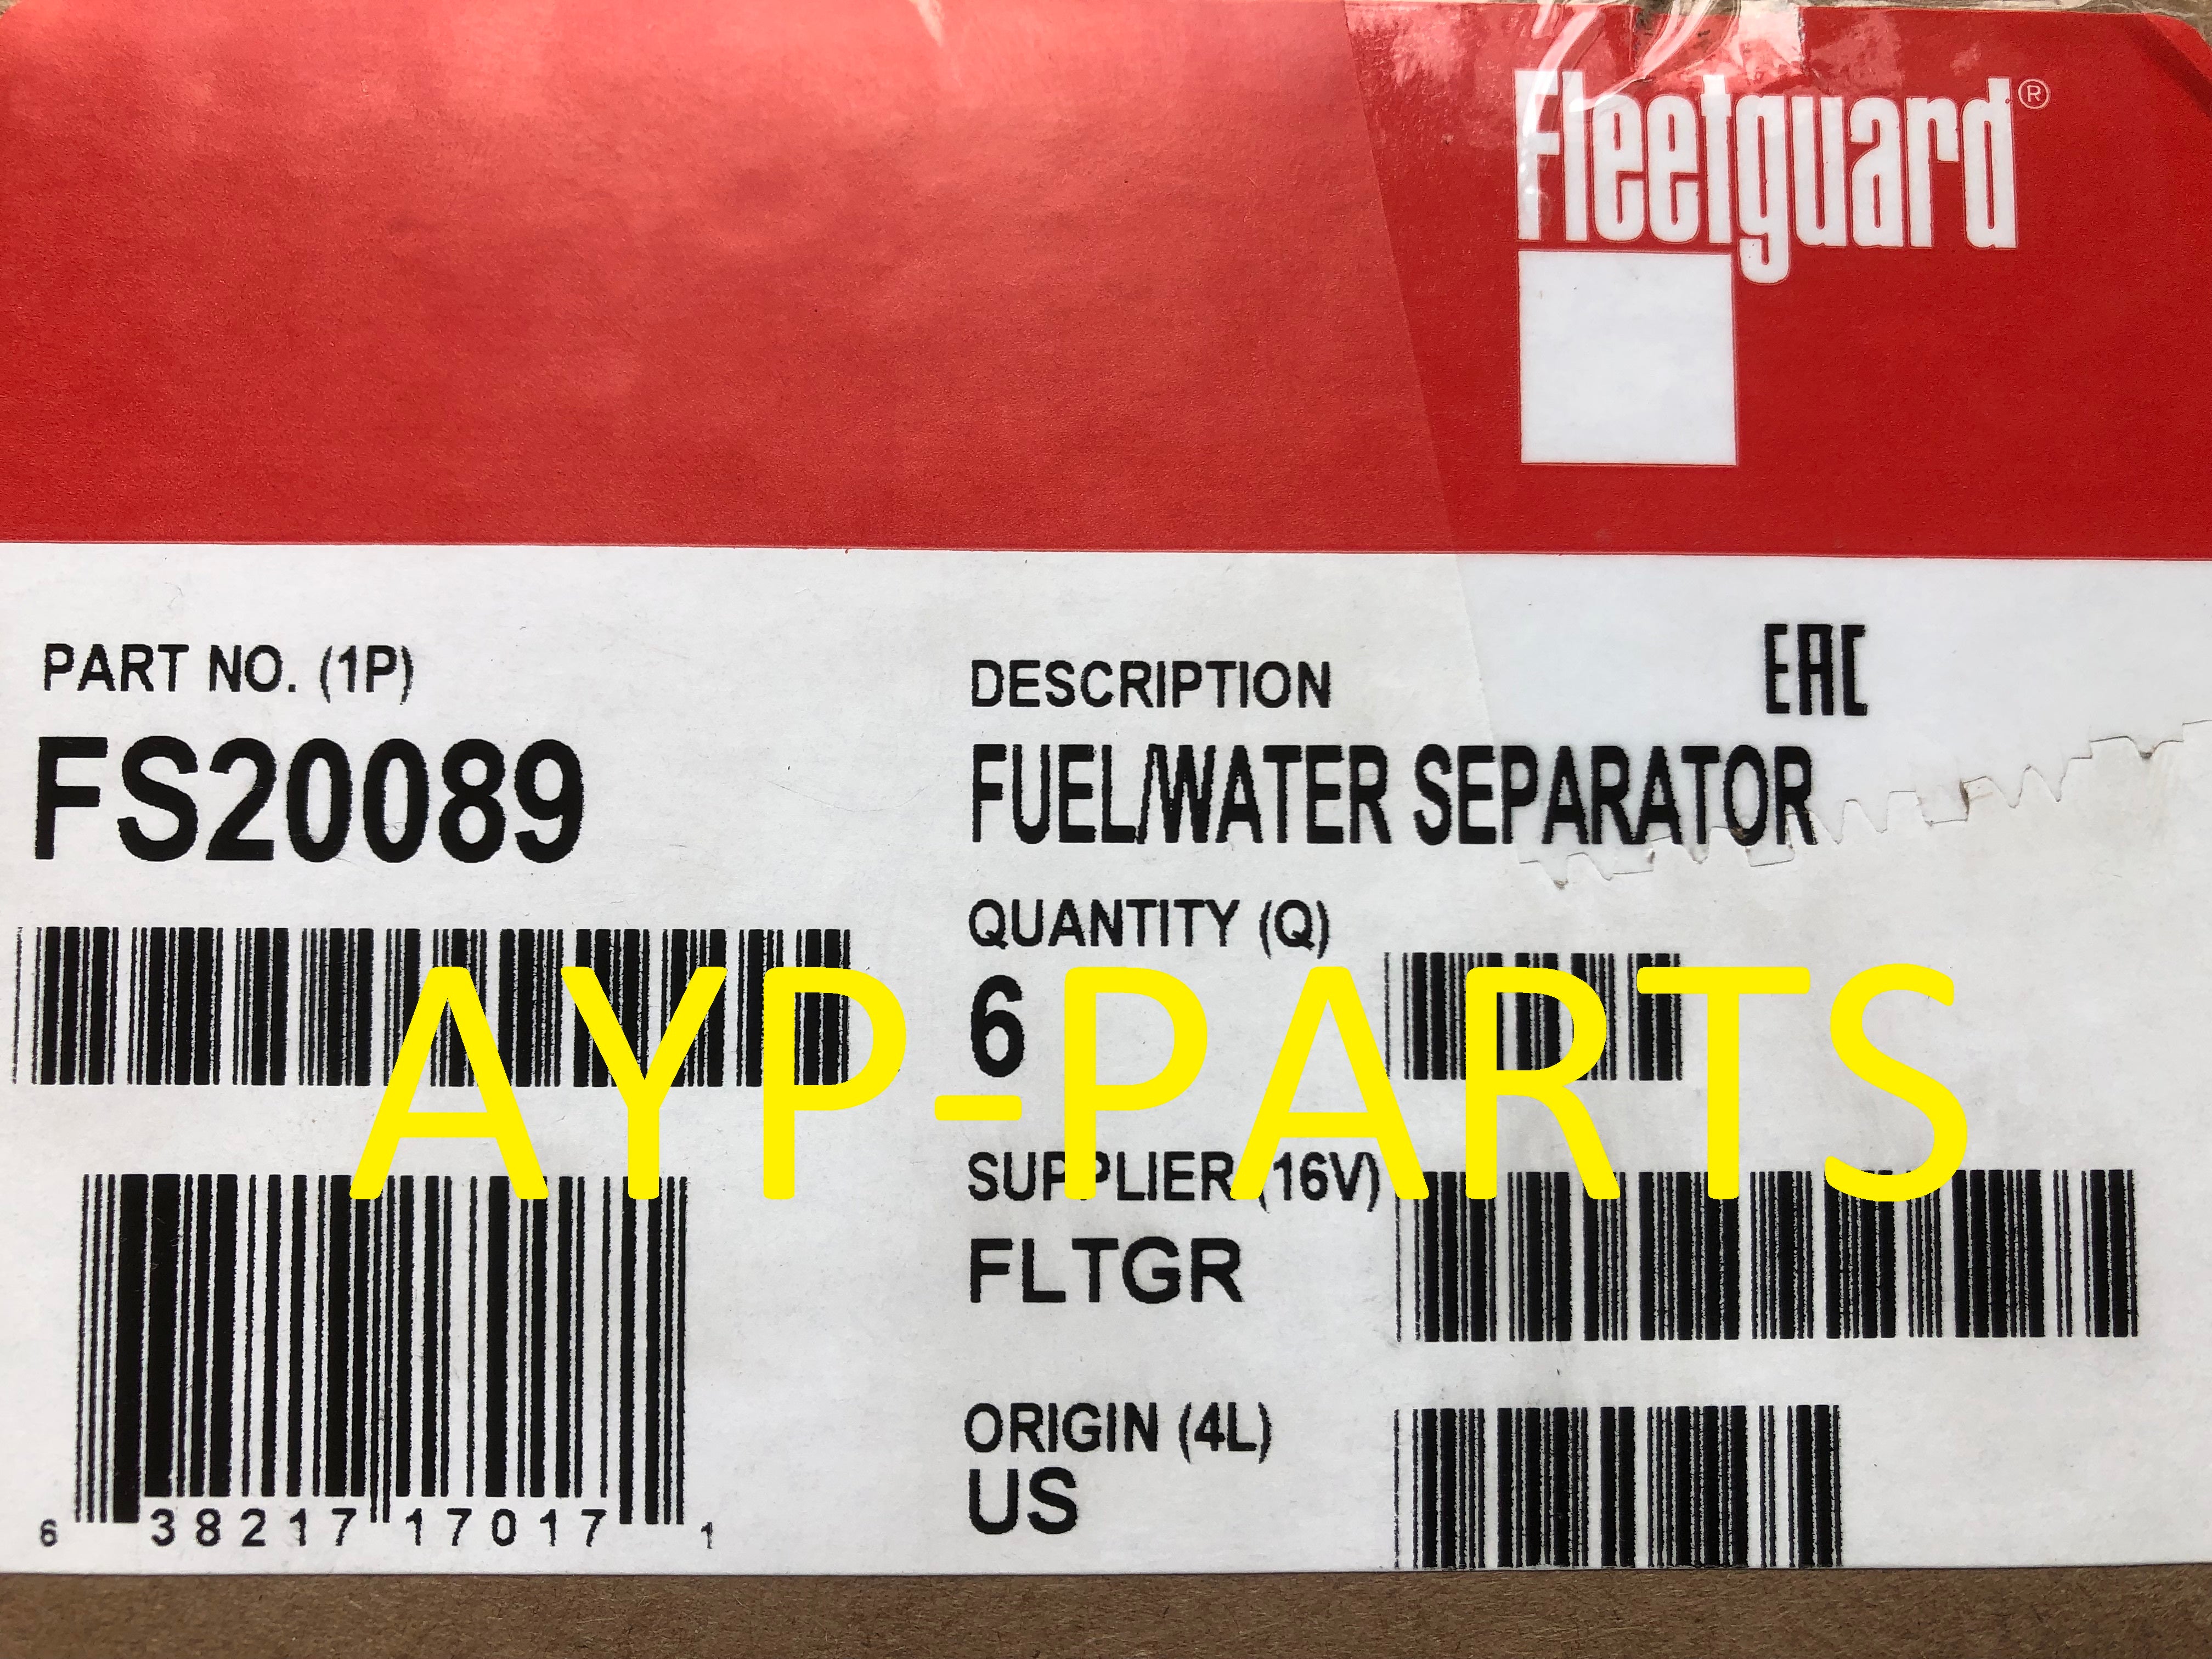 Fleetguard®
EAC
PART NO. (1P)
FS20089
DESCRIPTION
FUEL/WATER SEPARATOR
QUANTITY (Q)
6
AYP-PARTS
SUPPLIER (16V)
FLTGR
ORIGIN (4L)
US
6 38217 17017 1